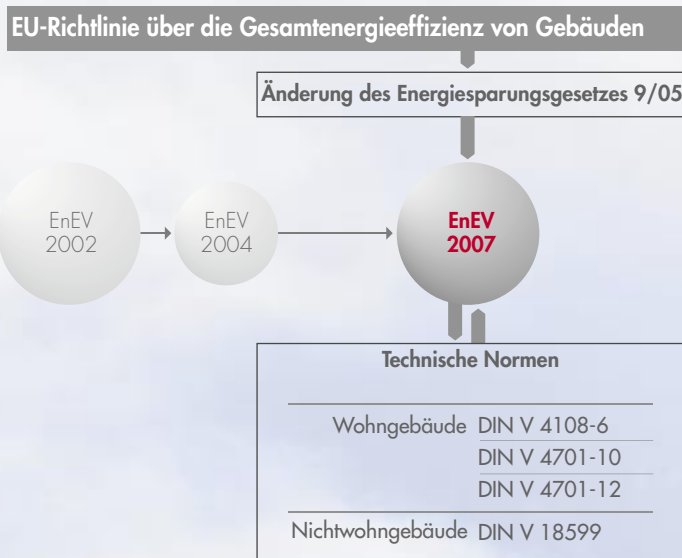 EU-Richtlinie über die Gesamtenergieeffizienz von Gebäuden
Änderung des Energiesparungsgesetzes 9/05
EnEV
2002
EnEV
2004
EnEV
2007
Technische Normen
Wohngebäude DIN V 4108-6
DIN V 4701-10
DIN V 4701-12
Nichtwohngebäude DIN V 18599